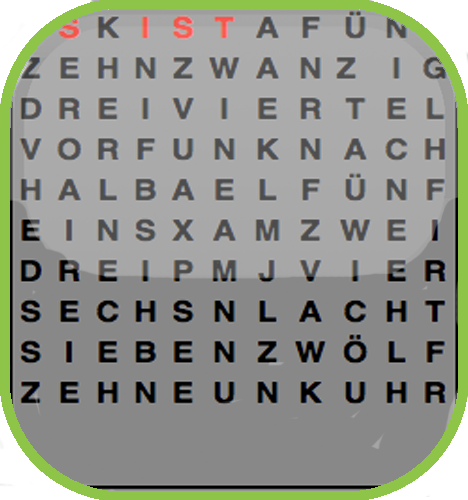 S K I S T A F Ü N
Z E H N Z W A N Z I G
D R E I V I E R T E L
V O R F U N K N A C H
H A L B A E L F Ü N F
E I N S X A M Z W E I
D R E I P M J V I E R
S E C H S N L A C H T
S I E B E N Z W Ö L F
Z E H N E U N K U H R